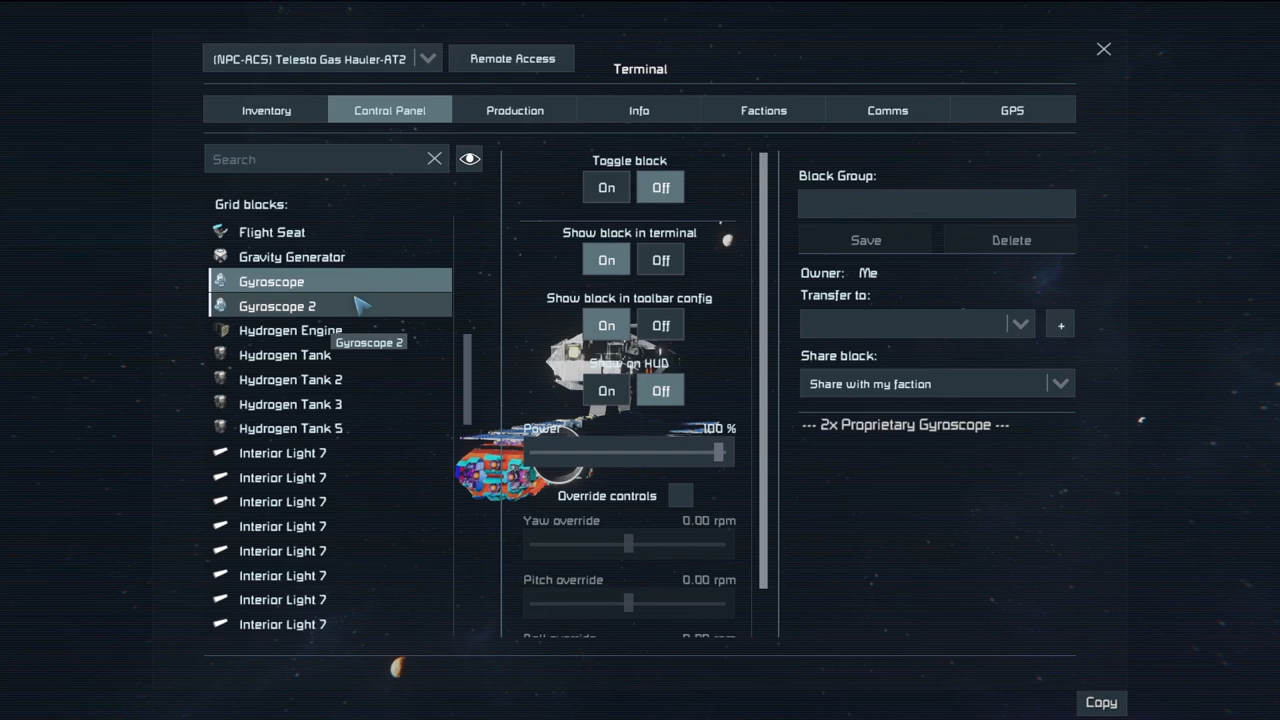 (NPC-ACS) Telesto Gas Hauler-AT2
Remote Access
Terminal
Inventory
Control Panel
Production
Info
Factions
Comms
GPS
Search
Grid blocks:
Flight Seat
Gravity Generator
Gyroscope
Gyroscope 2
Hydrogen Engine
Gyroscope 2
Hydrogen Tank
Hydrogen Tank 2
Hydrogen Tank 3
Hydrogen Tank 5
Interior Light 7
Interior Light 7
Interior Light 7
Interior Light 7
Interior Light 7
Interior Light 7
Interior Light 7
Interior Light 7
Toggle block
On Off
Show block in terminal
On Off
Show block in toolbar config
On Off
Show on HUD
On Off
Power 100 %
Override controls
Yaw override 0.00 rpm
Pitch override 0.00 rpm
Roll override 0.00 rpm
Block Group:
Save Delete
Owner: Me
Transfer to:
+
Share block:
Share with my faction
--- 2x Proprietary Gyroscope ---
Copy